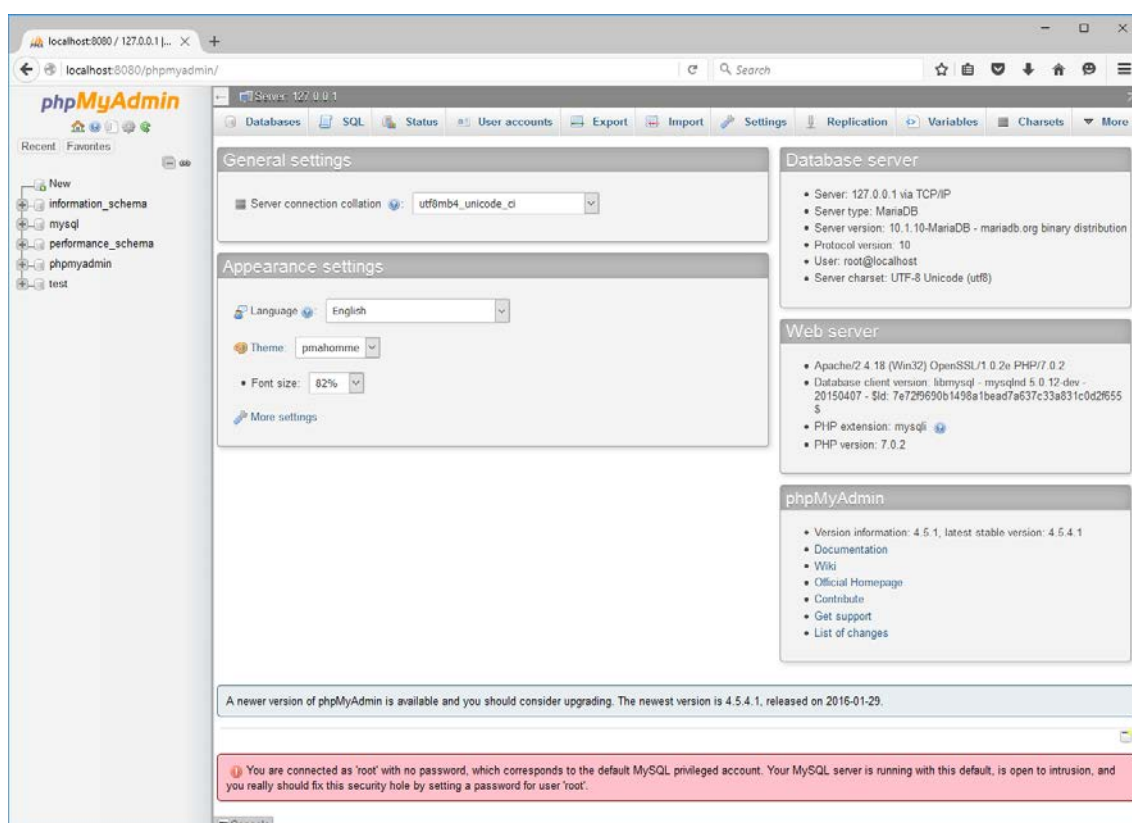 localhost:8080 / 127.0.0.1 |...
localhost:8080/phpmyadmin/
Search
phpMyAdmin
Recent Favorites
New
information_schema
mysql
performance_schema
phpmyadmin
test
Server: 127.0.0.1
Databases SQL Status User accounts Export Import Settings Replication Variables Charsets More
General settings
Server connection collation : utf8mb4_unicode_ci
Appearance settings
Language : English
Theme: pmahomme
• Font size: 82%
More settings
Database server
• Server: 127.0.0.1 via TCP/IP
• Server type: MariaDB
• Server version: 10.1.10-MariaDB - mariadb.org binary distribution
• Protocol version: 10
• User: root@localhost
• Server charset: UTF-8 Unicode (utf8)
Web server
• Apache/2.4.18 (Win32) OpenSSL/1.0.2e PHP/7.0.2
• Database client version: libmysql - mysqlnd 5.0.12-dev -
20150407 - $Id: 7e72f9690b1498a1bead7a637c33a831c0d2f655
$
• PHP extension: mysqli
• PHP version: 7.0.2
phpMyAdmin
• Version information: 4.5.1, latest stable version: 4.5.4.1
• Documentation
• Wiki
• Official Homepage
• Contribute
• Get support
• List of changes
A newer version of phpMyAdmin is available and you should consider upgrading. The newest version is 4.5.4.1, released on 2016-01-29.
You are connected as 'root' with no password, which corresponds to the default MySQL privileged account. Your MySQL server is running with this default, is open to intrusion, and
you really should fix this security hole by setting a password for user 'root'.
Console